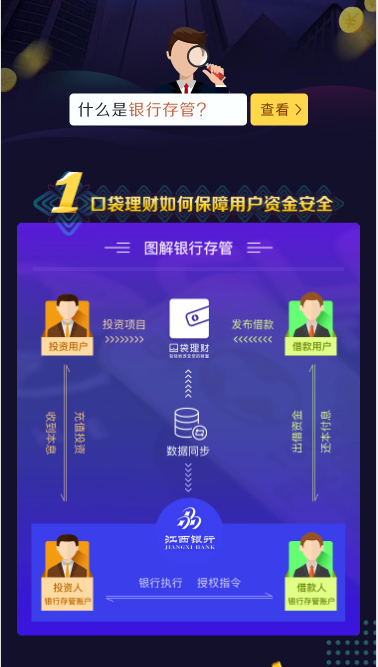 什么是银行存管?
查看 >
1
口袋理财如何保障用户资金安全
图解银行存管
投资项目
发布借款
投资用户
口袋理财
借款用户
收到本息
充值投资
数据同步
出借资金
还付本息
江西银行
JIANGXI BANK
投资人
银行存管账户
银行执行 授权指令
借款人
银行存管账户